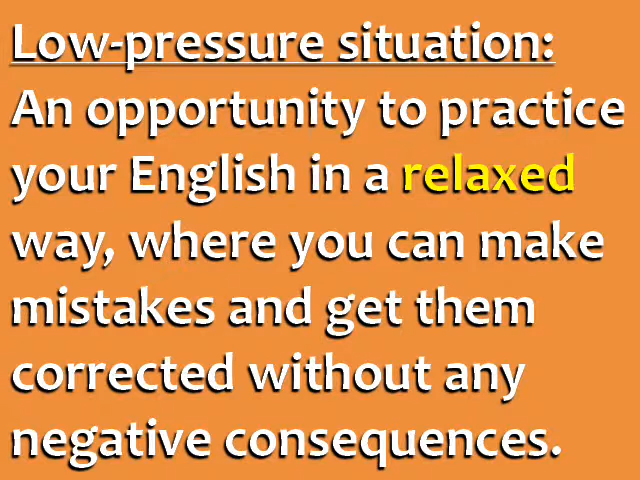 Low-pressure situation:
An opportunity to practice
your English in a relaxed
way, where you can make
mistakes and get them
corrected without any
negative consequences.